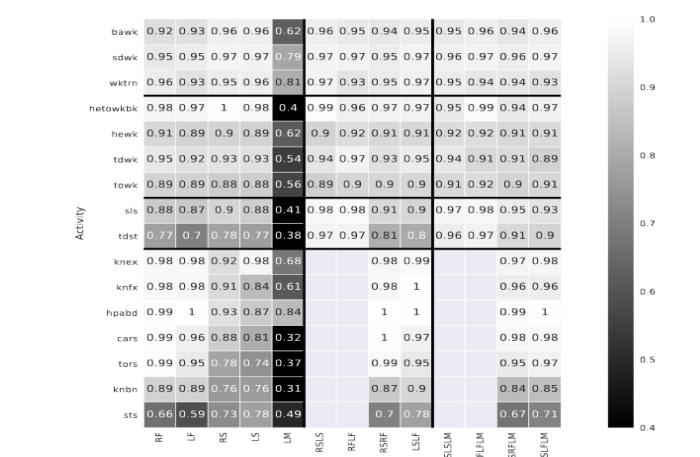 bawk 0.92 0.93 0.96 0.96 0.62 0.96 0.95 0.94 0.95 0.95 0.96 0.94 0.96
sdwk 0.95 0.95 0.97 0.97 0.79 0.97 0.97 0.95 0.97 0.96 0.97 0.96 0.97
wktrn 0.96 0.93 0.95 0.96 0.81 0.97 0.93 0.95 0.96 0.95 0.94 0.94 0.93
hetowkbk 0.98 0.97 1 0.98 0.4 0.99 0.96 0.97 0.97 0.95 0.99 0.94 0.97
hewk 0.91 0.89 0.9 0.89 0.62 0.9 0.92 0.91 0.91 0.92 0.92 0.91 0.91
tdwk 0.95 0.92 0.93 0.93 0.54 0.94 0.97 0.93 0.95 0.94 0.91 0.91 0.89
towk 0.89 0.89 0.88 0.88 0.56 0.89 0.9 0.9 0.9 0.91 0.92 0.9 0.91
sls 0.88 0.87 0.9 0.88 0.41 0.98 0.98 0.91 0.9 0.97 0.98 0.95 0.93
tdst 0.77 0.7 0.78 0.77 0.38 0.97 0.97 0.81 0.8 0.96 0.97 0.91 0.9
knex 0.98 0.98 0.92 0.98 0.68 0.98 0.99 0.97 0.98
knfx 0.98 0.98 0.91 0.84 0.61 0.98 1 0.96 0.96
hpabd 0.99 1 0.93 0.87 0.84 1 1 0.99 1
cars 0.99 0.96 0.88 0.81 0.32 1 0.97 0.98 0.98
tors 0.99 0.95 0.78 0.74 0.37 0.99 0.95 0.95 0.97
knbn 0.89 0.89 0.76 0.76 0.31 0.87 0.9 0.84 0.85
sts 0.66 0.59 0.73 0.78 0.49 0.7 0.78 0.67 0.71
RF LF RS LS LM RSLS RFLF RSRF LSLF SLSLM FLFLM SRFLM SLFLM
Activity
1.0
0.9
0.8
0.7
0.6
0.5
0.4